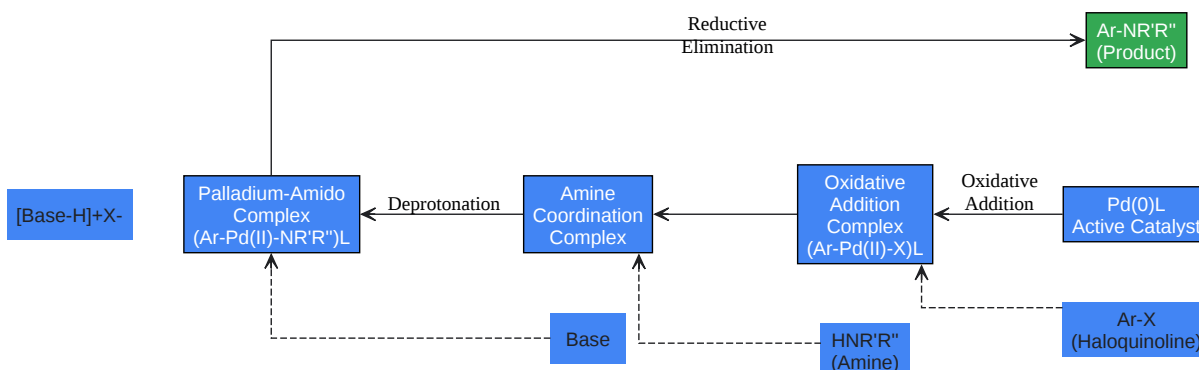 Reductive
Elimination
Ar-NR'R"
(Product)
[Base-H]+X-
Palladium-Amido
Complex
(Ar-Pd(II)-NR'R")L
Deprotonation
Amine
Coordination
Complex
Oxidative
Addition
Complex
(Ar-Pd(II)-X)L
Oxidative
Addition
Pd(0)L
Active Catalyst
Base
HNR'R"
(Amine)
Ar-X
(Haloquinoline)